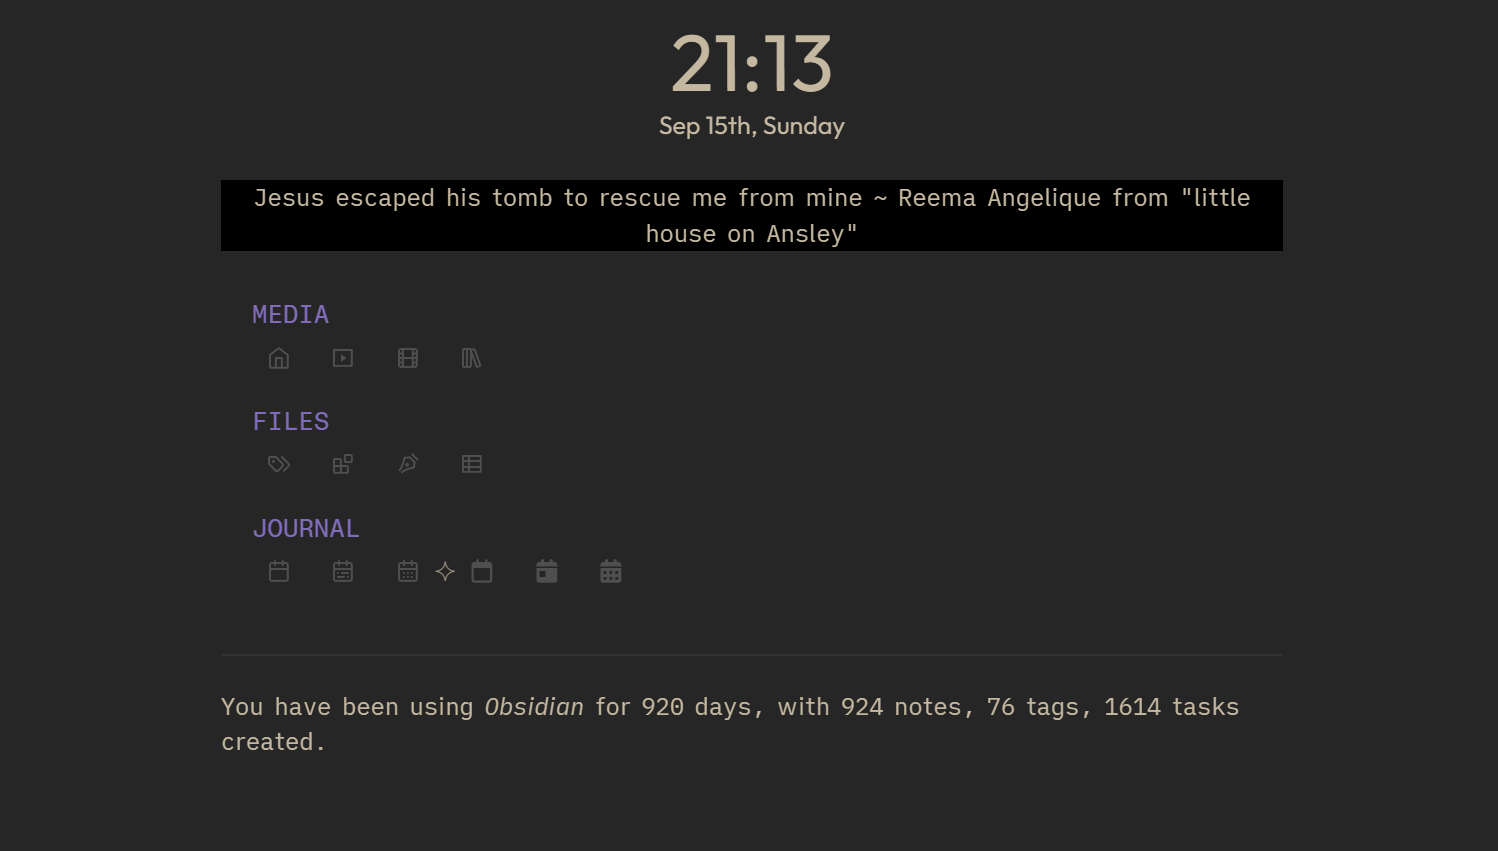 21:13
Sep 15th, Sunday
Jesus escaped his tomb to rescue me from mine ~ Reema Angelique from "little
house on Ansley"
MEDIA
FILES
JOURNAL
You have been using Obsidian for 920 days, with 924 notes, 76 tags, 1614 tasks
created.